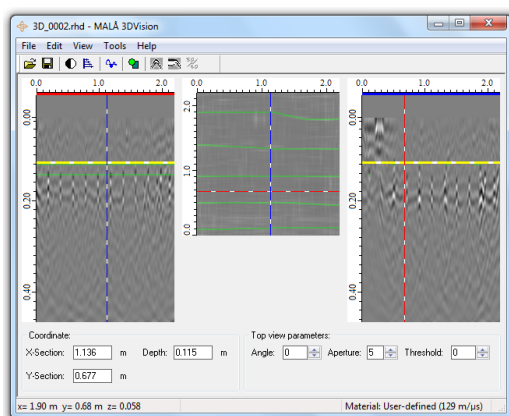 3D_0002.rhd - MALÅ 3DVision
File Edit View Tools Help
0.0 1.0 2.0
0.00
0.20
0.40
0.0 1.0 2.0
2.0
1.0
0.0
0.0 1.0 2.0
0.00
0.20
0.40
Coordinate:
X-Section: 1.136 m Depth: 0.115 m
Y-Section: 0.677 m
Top view parameters:
Angle: 0 Aperture: 5 Threshold: 0
x= 1.90 m y= 0.68 m z= 0.058 Material: User-defined (129 m/µs)